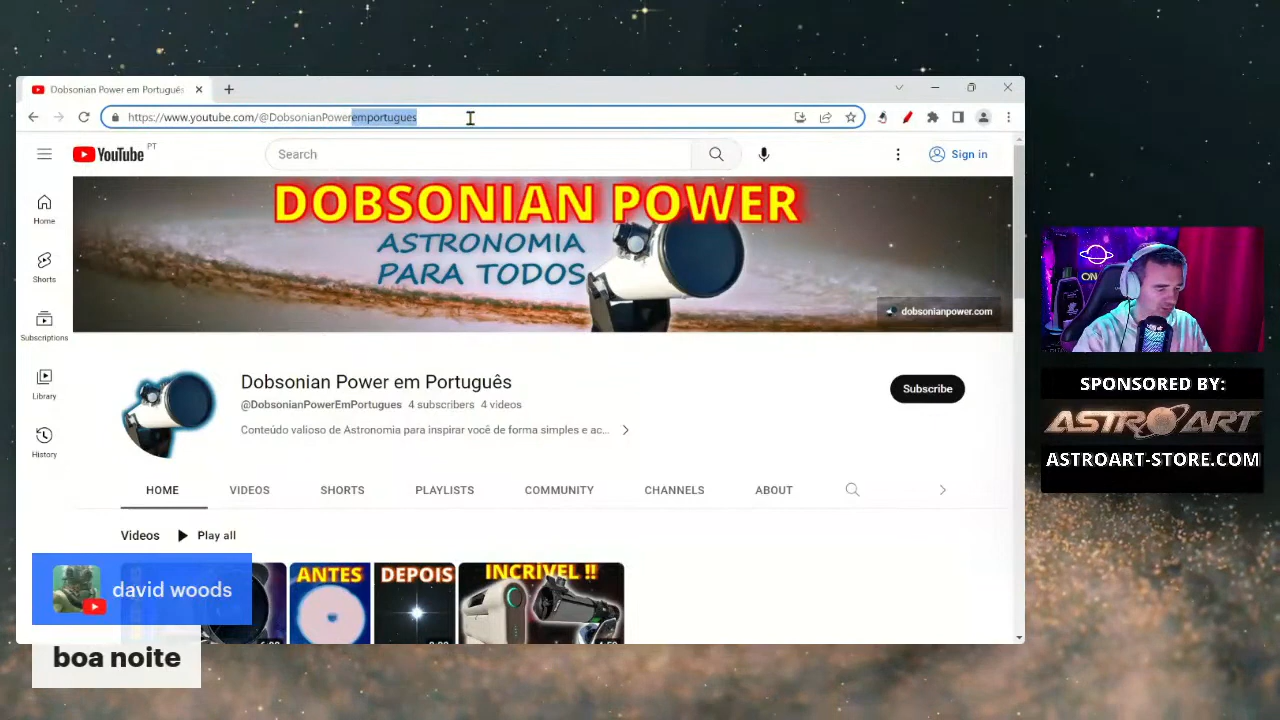 Dobsonian Power em Português
https://www.youtube.com/@DobsonianPoweremportugues
YouTube PT
Search
Sign in
Home
Shorts
Subscriptions
Library
History
DOBSONIAN POWER
ASTRONOMIA
PARA TODOS
dobsonianpower.com
Dobsonian Power em Português
@DobsonianPowerEmPortugues 4 subscribers 4 videos
Conteúdo valioso de Astronomia para inspirar você de forma simples e ac...
Subscribe
HOME VIDEOS SHORTS PLAYLISTS COMMUNITY CHANNELS ABOUT
Videos Play all
ANTES DEPOIS INCRÍVEL !!
david woods
boa noite
ON
SPONSORED BY:
ASTROART
ASTROART-STORE.COM